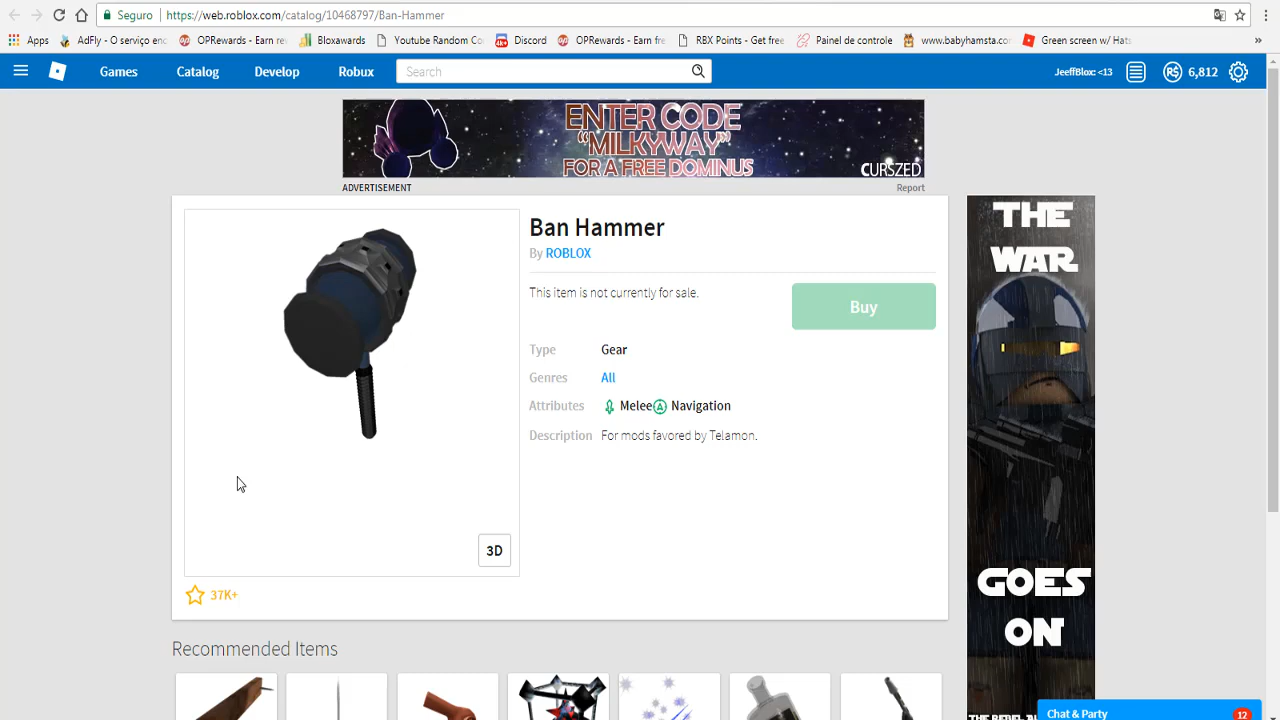 Seguro https://web.roblox.com/catalog/10468797/Ban-Hammer
Apps AdFly - O serviço enc OPRewards - Earn re Bloxawards Youtube Random Co Discord OPRewards - Earn fre RBX Points - Get free Painel de controle www.babyhamsta.com Green screen w/ Hats »
Games Catalog Develop Robux Search JeeffBlox: <13 R$ 6,812
ENTER CODE
"MILKYWAY"
FOR A FREE DOMINUS
CURSZED
ADVERTISEMENT Report
Ban Hammer
By ROBLOX
This item is not currently for sale.
Buy
Type Gear
Genres All
Attributes Melee Navigation
Description For mods favored by Telamon.
3D
37K+
THE
WAR
GOES
ON
Recommended Items
Chat & Party 12